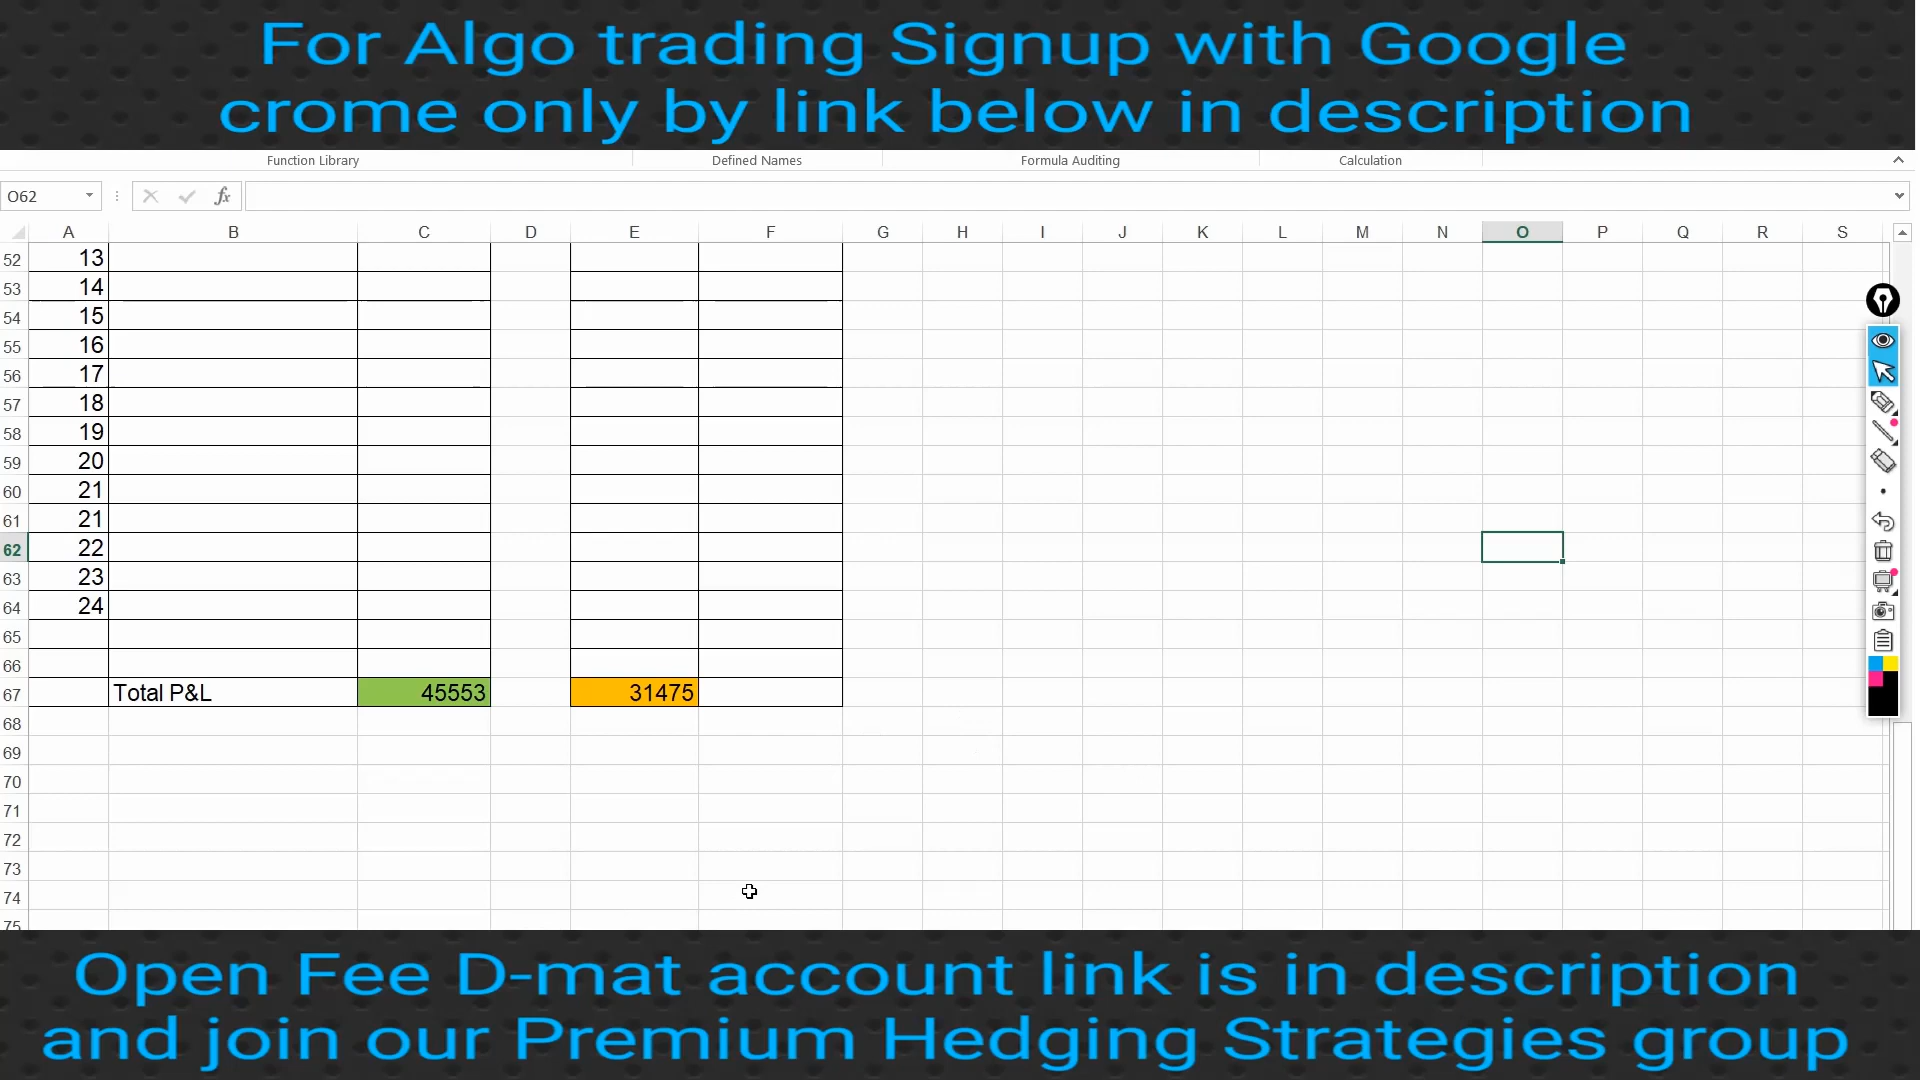 For Algo trading Signup with Google
crome only by link below in description
Function Library Defined Names Formula Auditing Calculation
O62 fx
A B C D E F G H I J K L M N O P Q R S
52 13
53 14
54 15
55 16
56 17
57 18
58 19
59 20
60 21
61 21
62 22
63 23
64 24
65
66
67 Total P&L 45553 31475
68
69
70
71
72
73
74
75
Open Fee D-mat account link is in description
and join our Premium Hedging Strategies group